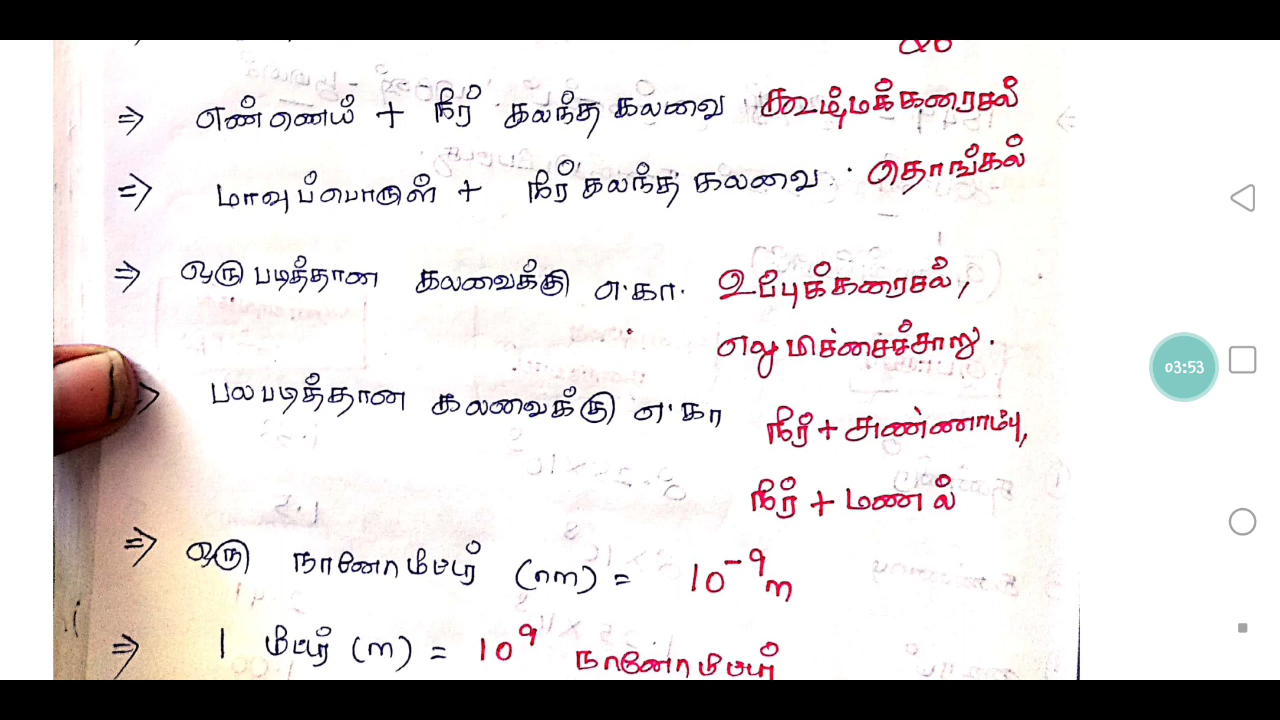 ⇒ எண்ணெய் + நீர் கலந்த கலவை கூழ்மக்கரைசல்
⇒ மாவுப்பொருள் + நீர் கலந்த கலவை . தொங்கல்
⇒ ஒருபடித்தான கலவைக்கு எ.கா. உப்புக்கரைசல்,
எலுமிச்சைச்சாறு.
பலபடித்தான கலவைக்கு எ.கா நீர் + சுண்ணாம்பு,
நீர் + மணல்
⇒ ஒரு நானோமீட்டர் (nm) = 10⁻⁹ m
⇒ 1 மீட்டர் (m) = 10⁹ நானோமீட்டர்
03:53